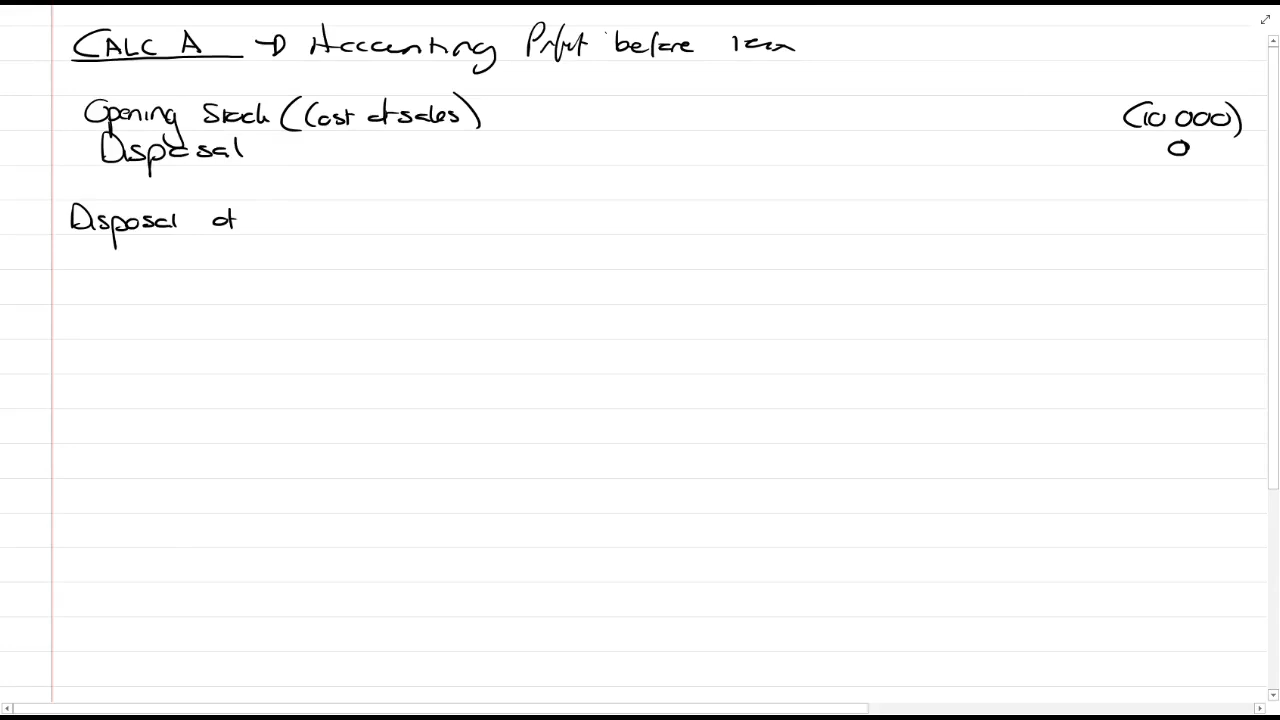 CALC A → Accounting Profit before tax
Opening Stock (Cost of sales) (10 000)
Disposal 0
Disposal of